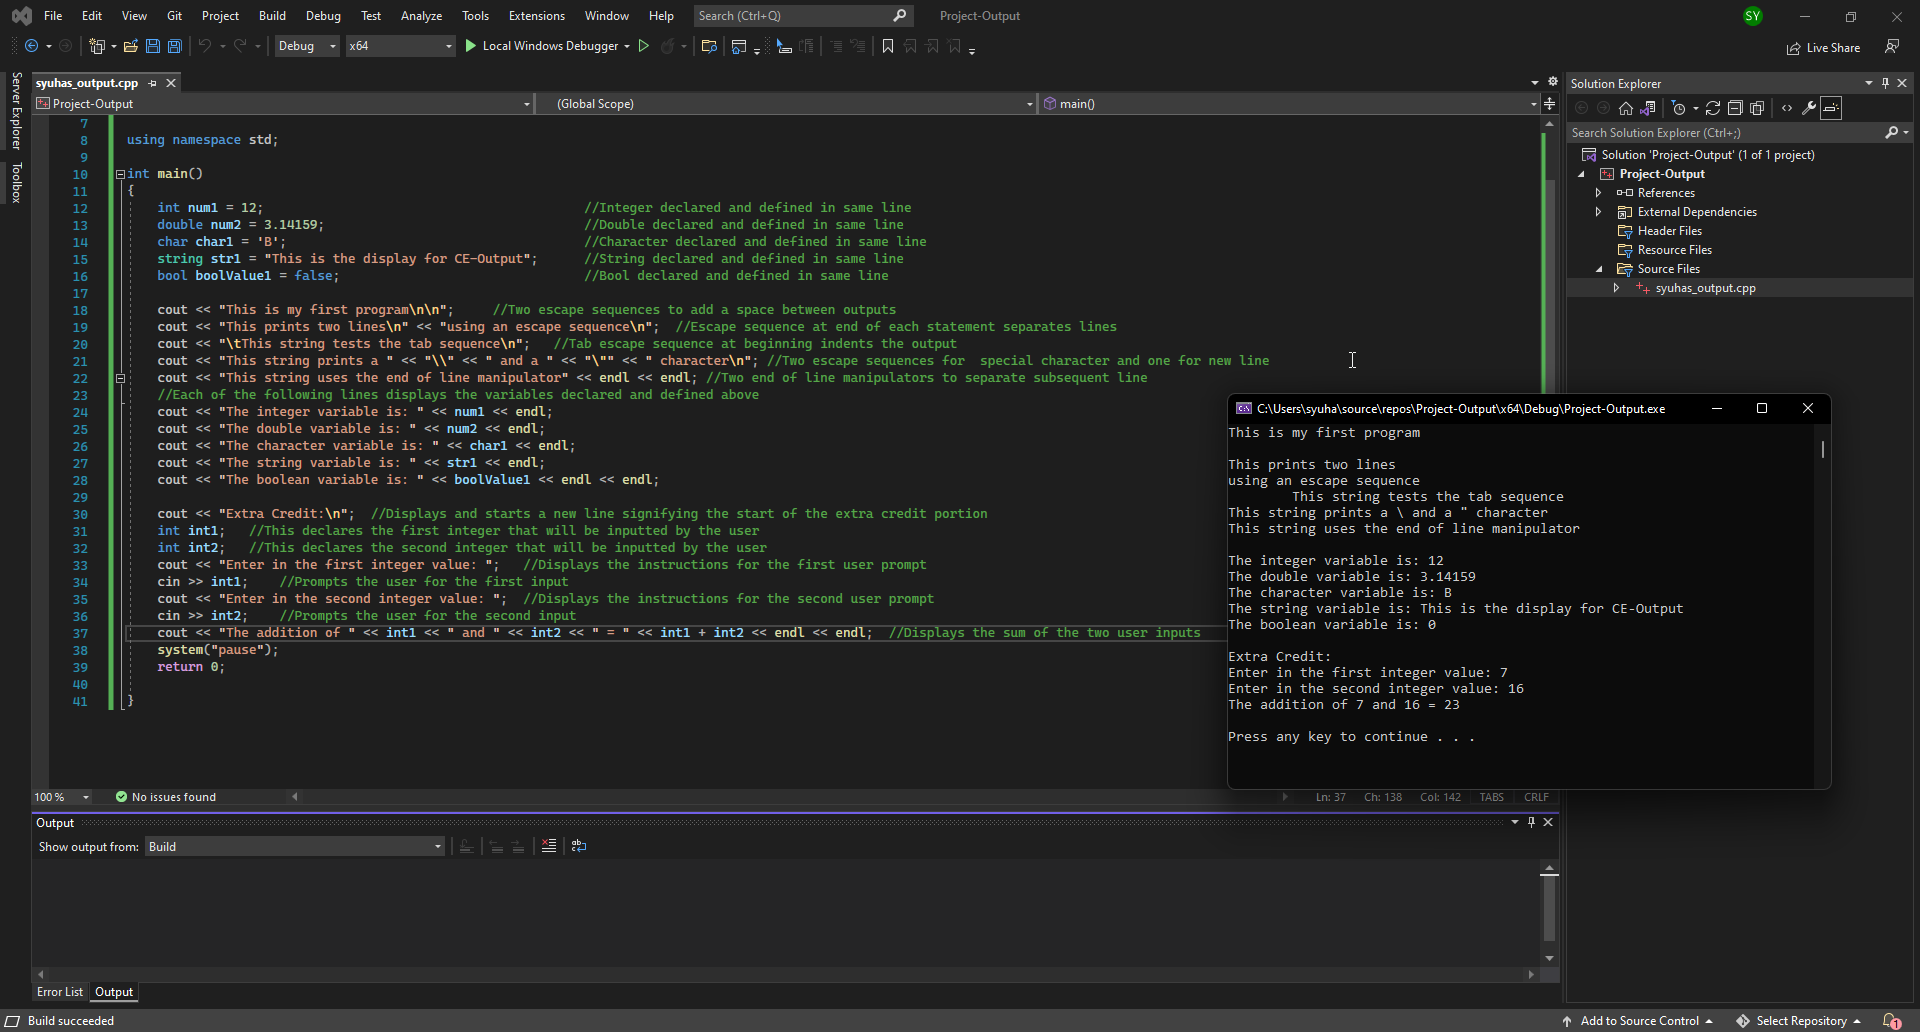 File Edit View Git Project Build Debug Test Analyze Tools Extensions Window Help Search (Ctrl+Q) Project-Output SY
Debug x64 Local Windows Debugger Live Share
Server Explorer
Toolbox
syuhas_output.cpp
Project-Output (Global Scope) main()
7
8 using namespace std;
9
10 int main()
11 {
12 int num1 = 12; //Integer declared and defined in same line
13 double num2 = 3.14159; //Double declared and defined in same line
14 char char1 = 'B'; //Character declared and defined in same line
15 string str1 = "This is the display for CE-Output"; //String declared and defined in same line
16 bool boolValue1 = false; //Bool declared and defined in same line
17
18 cout << "This is my first program\n\n"; //Two escape sequences to add a space between outputs
19 cout << "This prints two lines\n" << "using an escape sequence\n"; //Escape sequence at end of each statement separates lines
20 cout << "\tThis string tests the tab sequence\n"; //Tab escape sequence at beginning indents the output
21 cout << "This string prints a " << "\\" << " and a " << "\"" << " character\n"; //Two escape sequences for  special character and one for new line
22 cout << "This string uses the end of line manipulator" << endl << endl; //Two end of line manipulators to separate subsequent line
23 //Each of the following lines displays the variables declared and defined above
24 cout << "The integer variable is: " << num1 << endl;
25 cout << "The double variable is: " << num2 << endl;
26 cout << "The character variable is: " << char1 << endl;
27 cout << "The string variable is: " << str1 << endl;
28 cout << "The boolean variable is: " << boolValue1 << endl << endl;
29
30 cout << "Extra Credit:\n"; //Displays and starts a new line signifying the start of the extra credit portion
31 int int1; //This declares the first integer that will be inputted by the user
32 int int2; //This declares the second integer that will be inputted by the user
33 cout << "Enter in the first integer value: "; //Displays the instructions for the first user prompt
34 cin >> int1; //Prompts the user for the first input
35 cout << "Enter in the second integer value: "; //Displays the instructions for the second user prompt
36 cin >> int2; //Prompts the user for the second input
37 cout << "The addition of " << int1 << " and " << int2 << " = " << int1 + int2 << endl << endl; //Displays the sum of the two user inputs
38 system("pause");
39 return 0;
40
41 }
100 % No issues found Ln: 37 Ch: 138 Col: 142 TABS CRLF
C:\Users\syuha\source\repos\Project-Output\x64\Debug\Project-Output.exe
This is my first program
This prints two lines
using an escape sequence
This string tests the tab sequence
This string prints a \ and a " character
This string uses the end of line manipulator
The integer variable is: 12
The double variable is: 3.14159
The character variable is: B
The string variable is: This is the display for CE-Output
The boolean variable is: 0
Extra Credit:
Enter in the first integer value: 7
Enter in the second integer value: 16
The addition of 7 and 16 = 23
Press any key to continue . . .
Solution Explorer
Search Solution Explorer (Ctrl+;)
Solution 'Project-Output' (1 of 1 project)
Project-Output
References
External Dependencies
Header Files
Resource Files
Source Files
syuhas_output.cpp
Output
Show output from: Build
Error List Output
Build succeeded Add to Source Control Select Repository 1